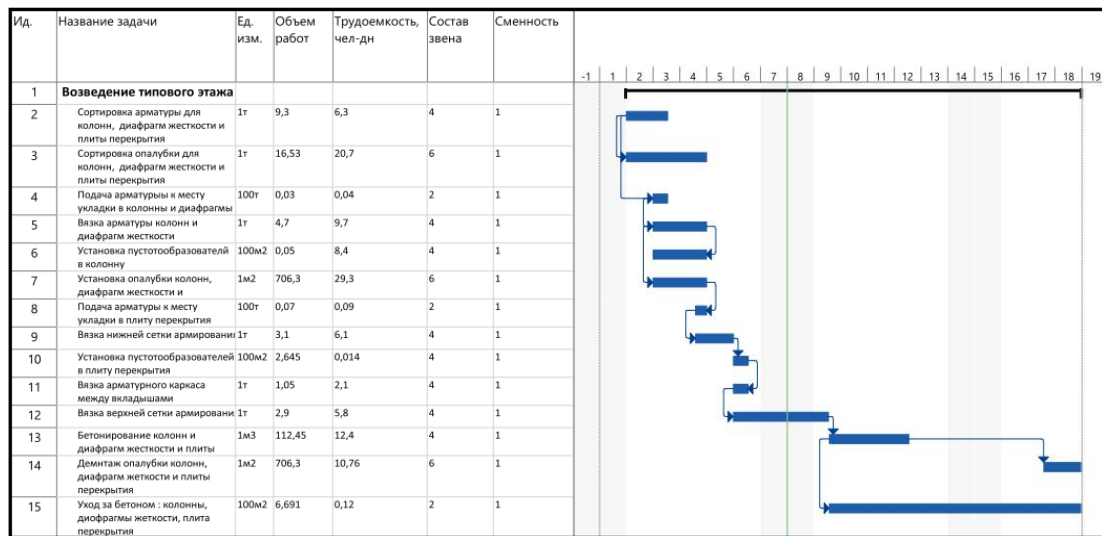 Ид. Название задачи Ед. изм. Объем работ Трудоемкость, чел-дн Состав звена Сменность
-1 1 2 3 4 5 6 7 8 9 10 11 12 13 14 15 16 17 18 19
1 Возведение типового этажа
2 Сортировка арматуры для 1т 9,3 6,3 4 1
колонн, диафрагм жесткости и
плиты перекрытия
3 Сортировка опалубки для 1т 16,53 20,7 6 1
колонн, диафрагм жесткости и
плиты перекрытия
4 Подача арматурыы к месту 100т 0,03 0,04 2 1
укладки в колонны и диафрагмы
5 Вязка арматуры колонн и 1т 4,7 9,7 4 1
диафрагм жесткости
6 Установка пустотообразователй 100м2 0,05 8,4 4 1
в колонну
7 Установка опалубки колонн, 1м2 706,3 29,3 6 1
диафрагм жесткости и
8 Подача арматуры к месту 100т 0,07 0,09 2 1
укладки в плиту перекрытия
9 Вязка нижней сетки армировани 1т 3,1 6,1 4 1
10 Установка пустотообразователей 100м2 2,645 0,014 4 1
в плиту перекрытия
11 Вязка арматурного каркаса 1т 1,05 2,1 4 1
между вкладышами
12 Вязка верхней сетки армировани 1т 2,9 5,8 4 1
13 Бетонирование колонн и 1м3 112,45 12,4 4 1
диафрагм жесткости и плиты
14 Демнтаж опалубки колонн, 1м2 706,3 10,76 6 1
диафрагм жеткости и плиты
перекрытия
15 Уход за бетоном : колонны, 100м2 6,691 0,12 2 1
диофрагмы жеткости, плита
перекрытия